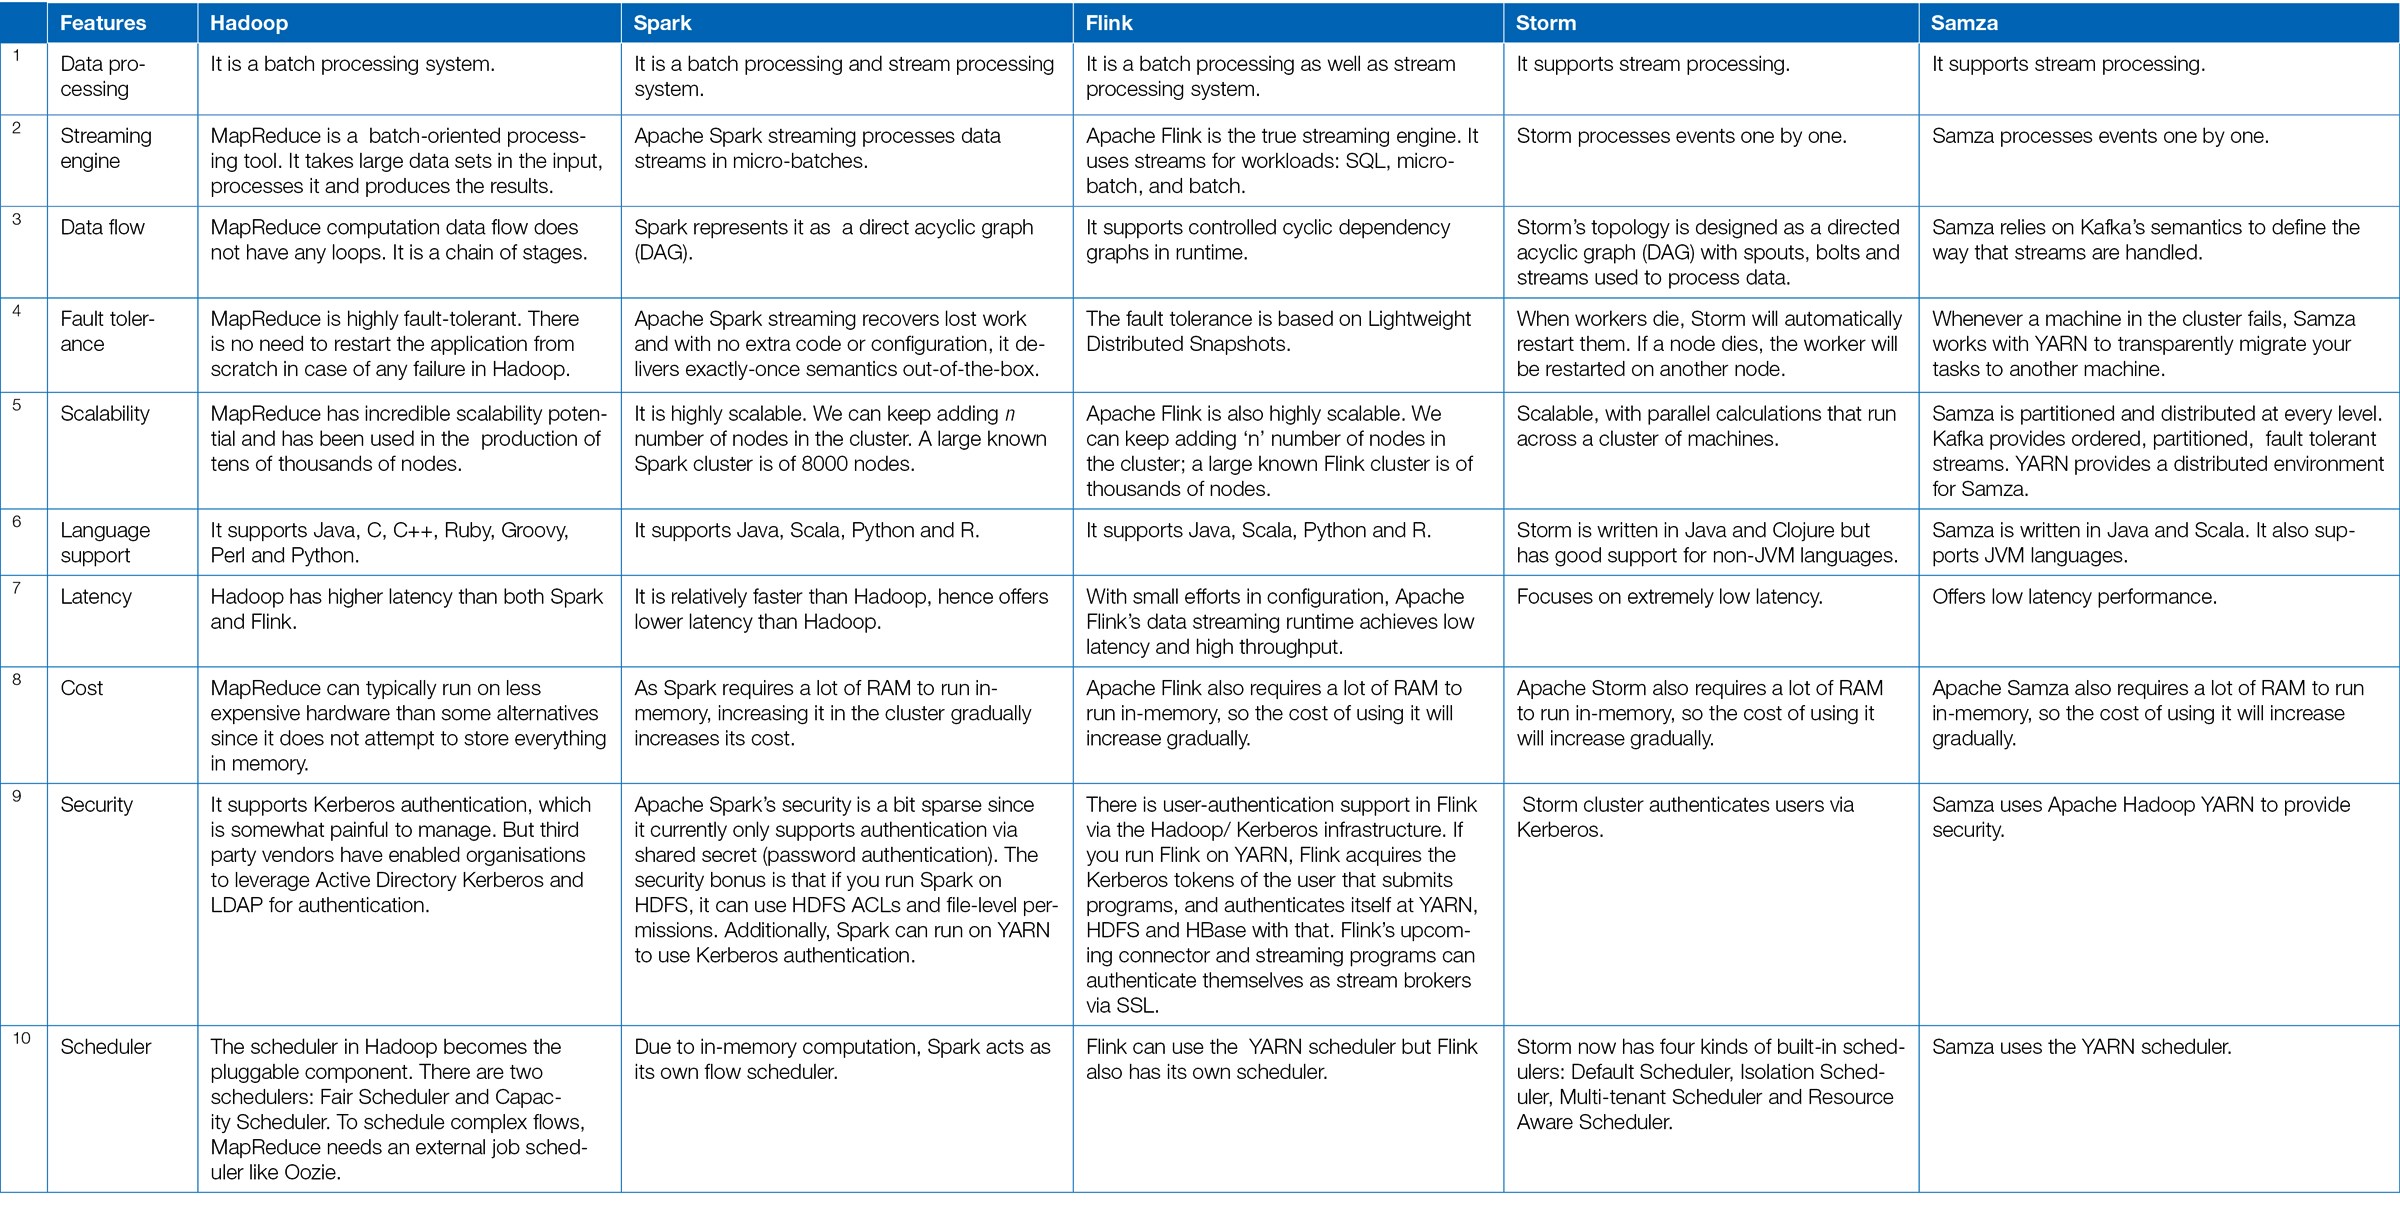 Features
Hadoop
Spark
Flink
Storm
Samza
1
Data pro-
cessing
It is a batch processing system.
It is a batch processing and stream processing
system.
It is a batch processing as well as stream
processing system.
It supports stream processing.
It supports stream processing.
2
Streaming
engine
MapReduce is a  batch-oriented process-
ing tool. It takes large data sets in the input,
processes it and produces the results.
Apache Spark streaming processes data
streams in micro-batches.
Apache Flink is the true streaming engine. It
uses streams for workloads: SQL, micro-
batch, and batch.
Storm processes events one by one.
Samza processes events one by one.
3
Data flow
MapReduce computation data flow does
not have any loops. It is a chain of stages.
Spark represents it as  a direct acyclic graph
(DAG).
It supports controlled cyclic dependency
graphs in runtime.
Storm’s topology is designed as a directed
acyclic graph (DAG) with spouts, bolts and
streams used to process data.
Samza relies on Kafka’s semantics to define the
way that streams are handled.
4
Fault toler-
ance
MapReduce is highly fault-tolerant. There
is no need to restart the application from
scratch in case of any failure in Hadoop.
Apache Spark streaming recovers lost work
and with no extra code or configuration, it de-
livers exactly-once semantics out-of-the-box.
The fault tolerance is based on Lightweight
Distributed Snapshots.
When workers die, Storm will automatically
restart them. If a node dies, the worker will
be restarted on another node.
Whenever a machine in the cluster fails, Samza
works with YARN to transparently migrate your
tasks to another machine.
5
Scalability
MapReduce has incredible scalability poten-
tial and has been used in the  production of
tens of thousands of nodes.
It is highly scalable. We can keep adding n
number of nodes in the cluster. A large known
Spark cluster is of 8000 nodes.
Apache Flink is also highly scalable. We
can keep adding ‘n’ number of nodes in
the cluster; a large known Flink cluster is of
thousands of nodes.
Scalable, with parallel calculations that run
across a cluster of machines.
Samza is partitioned and distributed at every level.
Kafka provides ordered, partitioned,  fault tolerant
streams. YARN provides a distributed environment
for Samza.
6
Language
support
It supports Java, C, C++, Ruby, Groovy,
Perl and Python.
It supports Java, Scala, Python and R.
It supports Java, Scala, Python and R.
Storm is written in Java and Clojure but
has good support for non-JVM languages.
Samza is written in Java and Scala. It also sup-
ports JVM languages.
7
Latency
Hadoop has higher latency than both Spark
and Flink.
It is relatively faster than Hadoop, hence offers
lower latency than Hadoop.
With small efforts in configuration, Apache
Flink’s data streaming runtime achieves low
latency and high throughput.
Focuses on extremely low latency.
Offers low latency performance.
8
Cost
MapReduce can typically run on less
expensive hardware than some alternatives
since it does not attempt to store everything
in memory.
As Spark requires a lot of RAM to run in-
memory, increasing it in the cluster gradually
increases its cost.
Apache Flink also requires a lot of RAM to
run in-memory, so the cost of using it will
increase gradually.
Apache Storm also requires a lot of RAM
to run in-memory, so the cost of using it
will increase gradually.
Apache Samza also requires a lot of RAM to run
in-memory, so the cost of using it will increase
gradually.
9
Security
It supports Kerberos authentication, which
is somewhat painful to manage. But third
party vendors have enabled organisations
to leverage Active Directory Kerberos and
LDAP for authentication.
Apache Spark’s security is a bit sparse since
it currently only supports authentication via
shared secret (password authentication). The
security bonus is that if you run Spark on
HDFS, it can use HDFS ACLs and file-level per-
missions. Additionally, Spark can run on YARN
to use Kerberos authentication.
There is user-authentication support in Flink
via the Hadoop/ Kerberos infrastructure. If
you run Flink on YARN, Flink acquires the
Kerberos tokens of the user that submits
programs, and authenticates itself at YARN,
HDFS and HBase with that. Flink’s upcom-
ing connector and streaming programs can
authenticate themselves as stream brokers
via SSL.
Storm cluster authenticates users via
Kerberos.
Samza uses Apache Hadoop YARN to provide
security.
10
Scheduler
The scheduler in Hadoop becomes the
pluggable component. There are two
schedulers: Fair Scheduler and Capac-
ity Scheduler. To schedule complex flows,
MapReduce needs an external job sched-
uler like Oozie.
Due to in-memory computation, Spark acts as
its own flow scheduler.
Flink can use the  YARN scheduler but Flink
also has its own scheduler.
Storm now has four kinds of built-in sched-
ulers: Default Scheduler, Isolation Sched-
uler, Multi-tenant Scheduler and Resource
Aware Scheduler.
Samza uses the YARN scheduler.